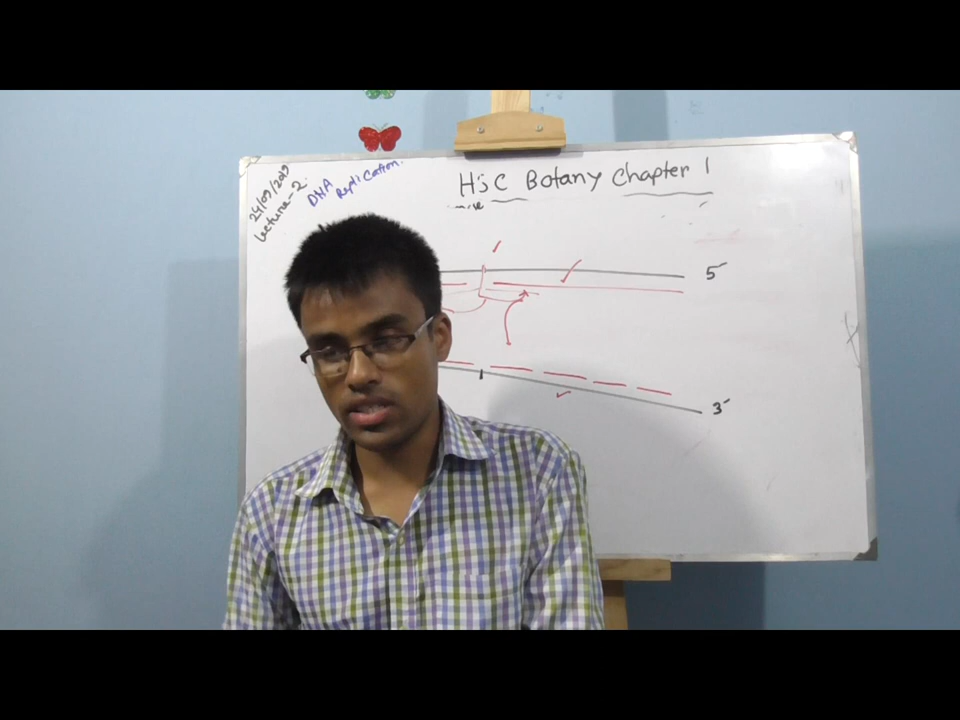 24/09/2019
Lecture-2.
DNA
Replication.
HSC Botany Chapter 1
5'
3'